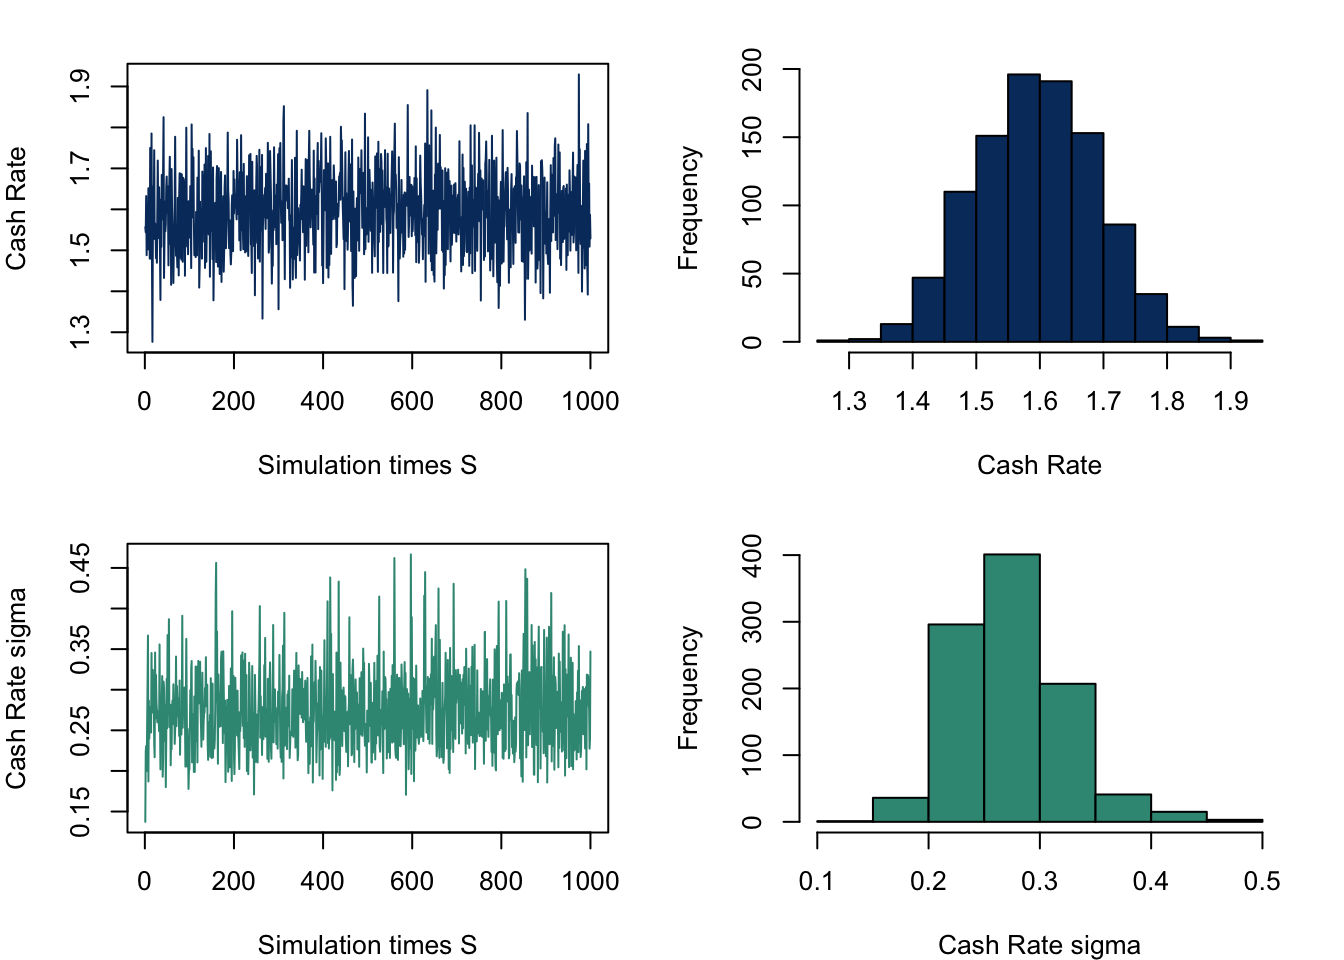 Cash Rate
1.3 1.5 1.7 1.9
0 200 400 600 800 1000
Simulation times S
Frequency
0 50 100 150 200
1.3 1.4 1.5 1.6 1.7 1.8 1.9
Cash Rate
Cash Rate sigma
0.15 0.25 0.35 0.45
0 200 400 600 800 1000
Simulation times S
Frequency
0 100 200 300 400
0.1 0.2 0.3 0.4 0.5
Cash Rate sigma